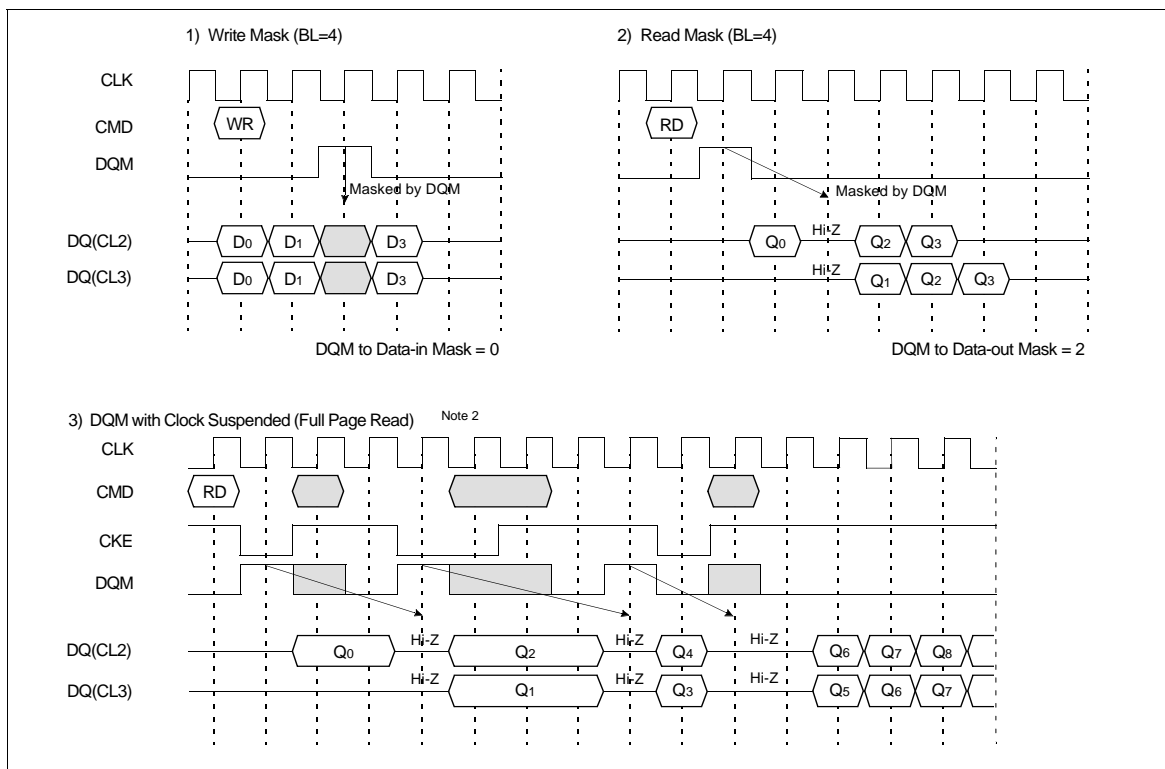 1) Write Mask (BL=4)
2) Read Mask (BL=4)
CLK
CMD
WR
RD
DQM
Masked by DQM
Masked by DQM
DQ(CL2)
D0
D1
D3
Q0
Hi-Z
Q2
Q3
DQ(CL3)
D0
D1
D3
Hi-Z
Q1
Q2
Q3
DQM to Data-in Mask = 0
DQM to Data-out Mask = 2
3) DQM with Clock Suspended (Full Page Read) Note 2
CLK
CMD
RD
CKE
DQM
DQ(CL2)
Q0
Hi-Z
Q2
Hi-Z
Q4
Hi-Z
Q6
Q7
Q8
DQ(CL3)
Hi-Z
Q1
Hi-Z
Q3
Hi-Z
Q5
Q6
Q7